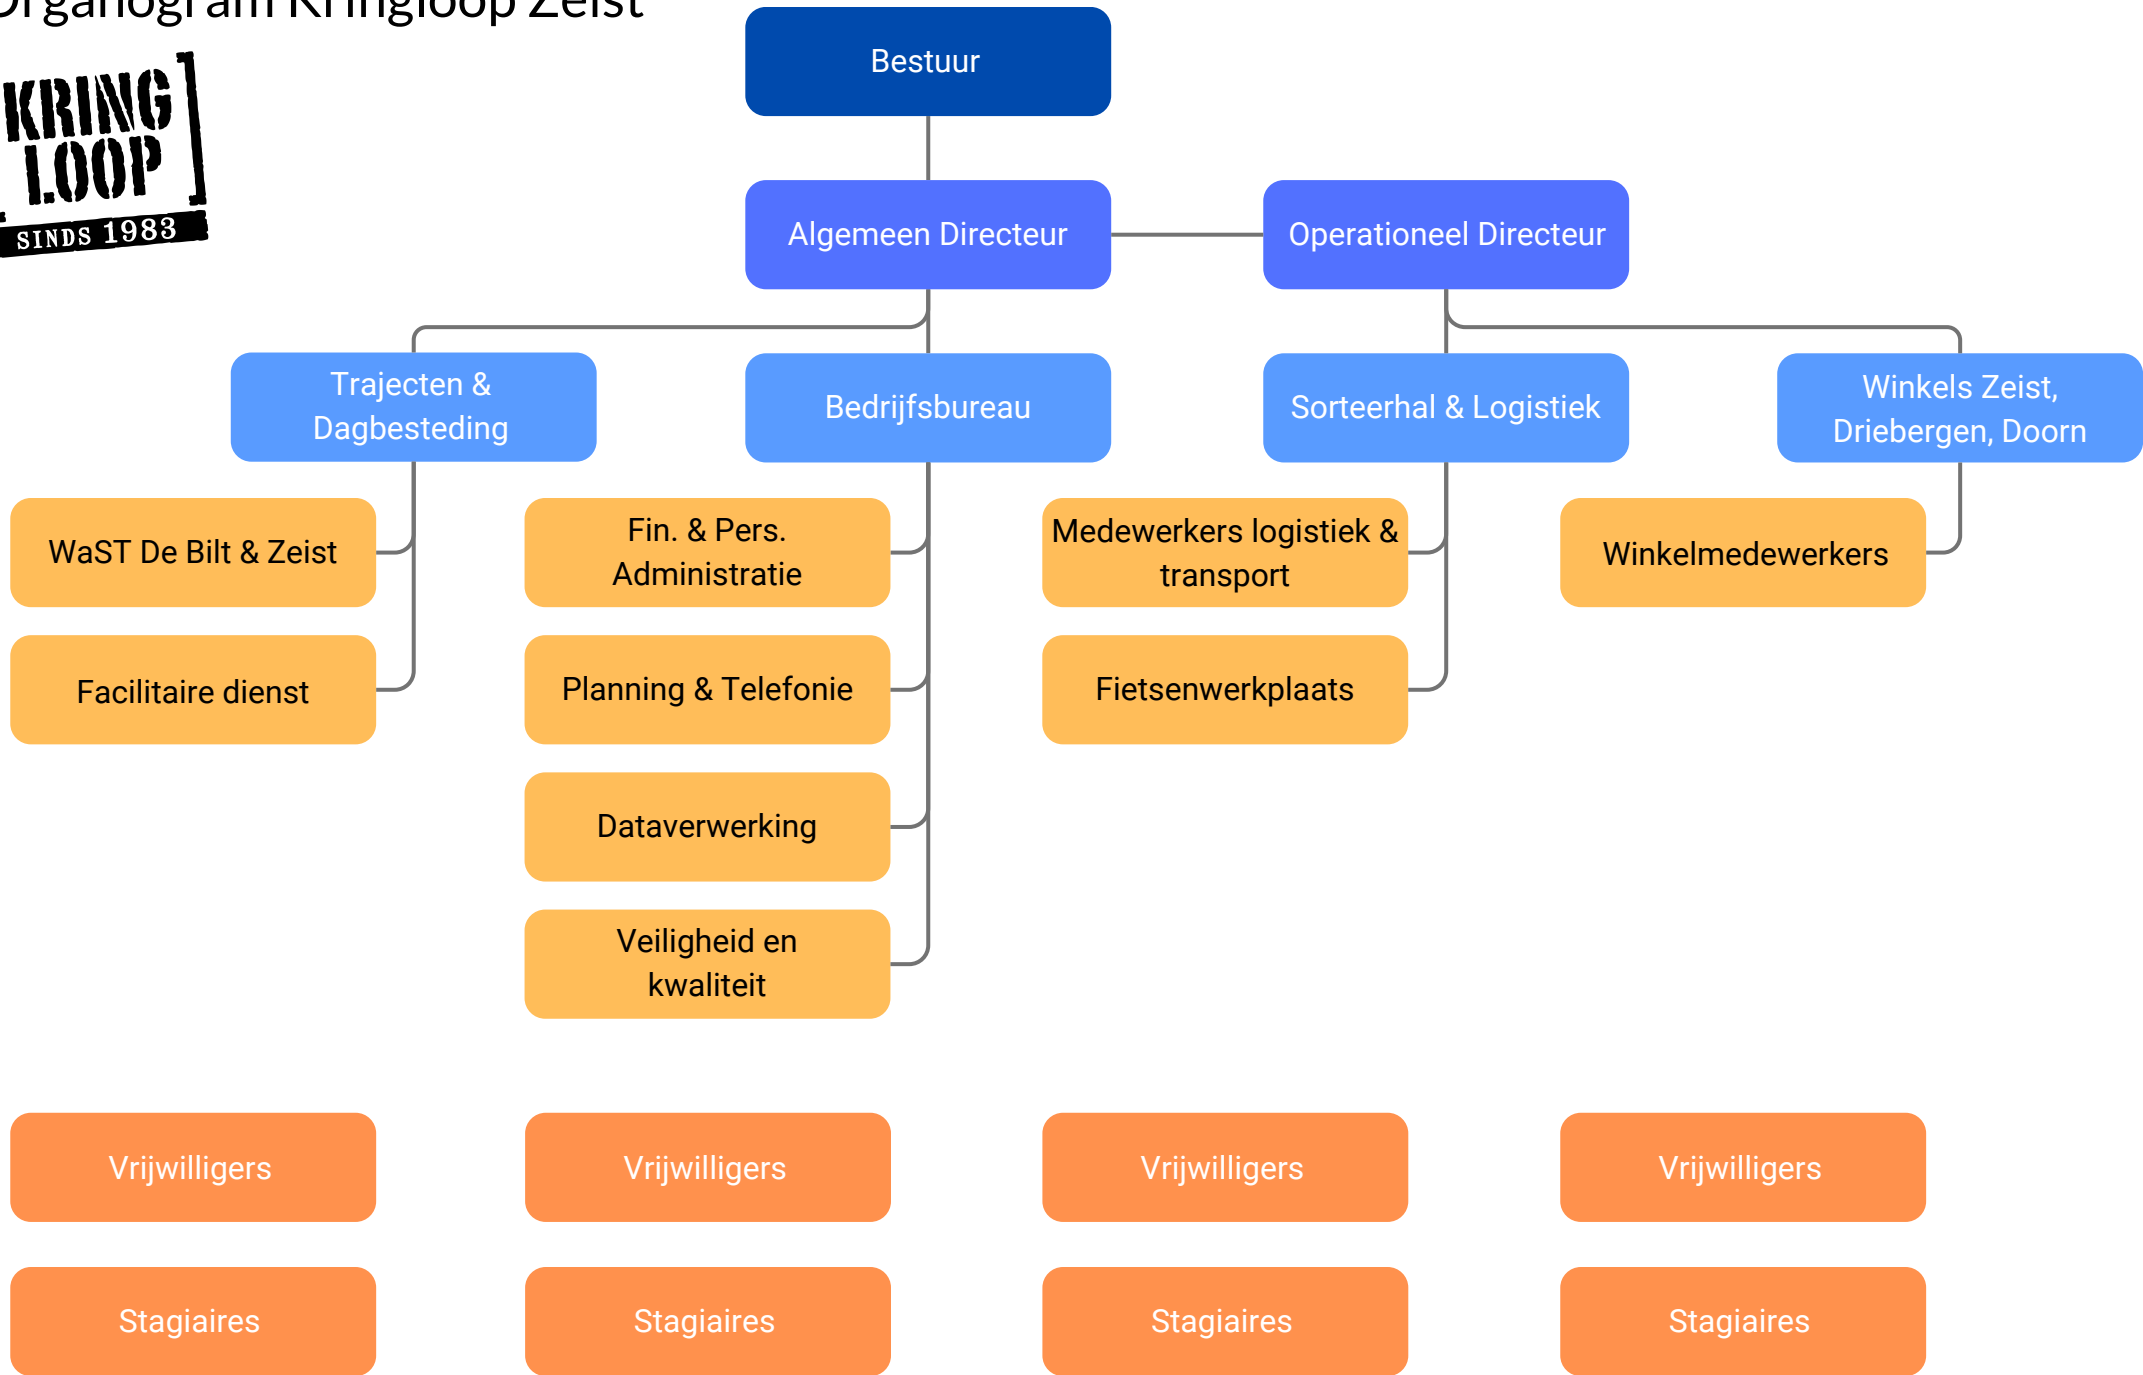 Organogram Kringloop Zeist
KRING
LOOP
SINDS 1983
Bestuur
Algemeen Directeur
Operationeel Directeur
Trajecten &
Dagbesteding
Bedrijfsbureau
Sorteerhal & Logistiek
Winkels Zeist,
Driebergen, Doorn
WaST De Bilt & Zeist
Fin. & Pers.
Administratie
Medewerkers logistiek &
transport
Winkelmedewerkers
Facilitaire dienst
Planning & Telefonie
Fietsenwerkplaats
Dataverwerking
Veiligheid en
kwaliteit
Vrijwilligers
Vrijwilligers
Vrijwilligers
Vrijwilligers
Stagiaires
Stagiaires
Stagiaires
Stagiaires